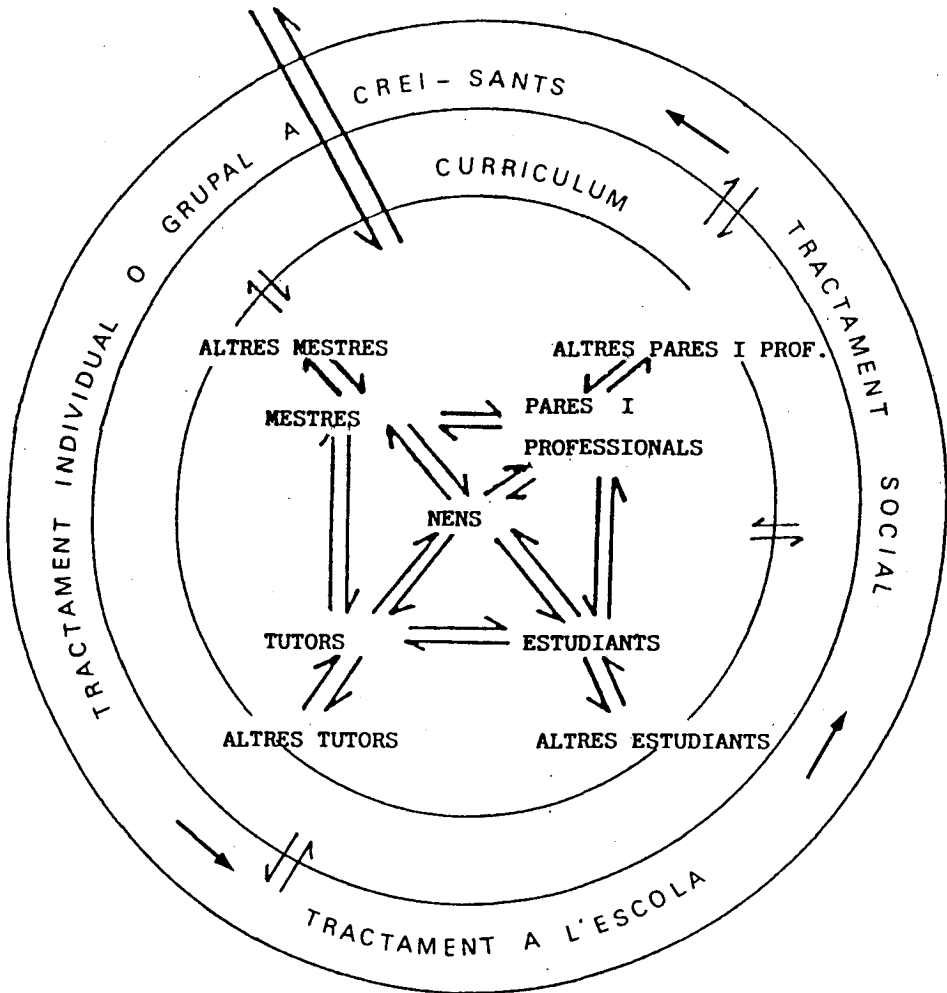 TRACTAMENT INDIVIDUAL O GRUPAL A CREI-SANTS
TRACTAMENT SOCIAL
CURRICULUM
ALTRES MESTRES
ALTRES PARES I PROF.
MESTRES
PARES I
PROFESSIONALS
NENS
TUTORS
ESTUDIANTS
ALTRES TUTORS
ALTRES ESTUDIANTS
TRACTAMENT A L'ESCOLA